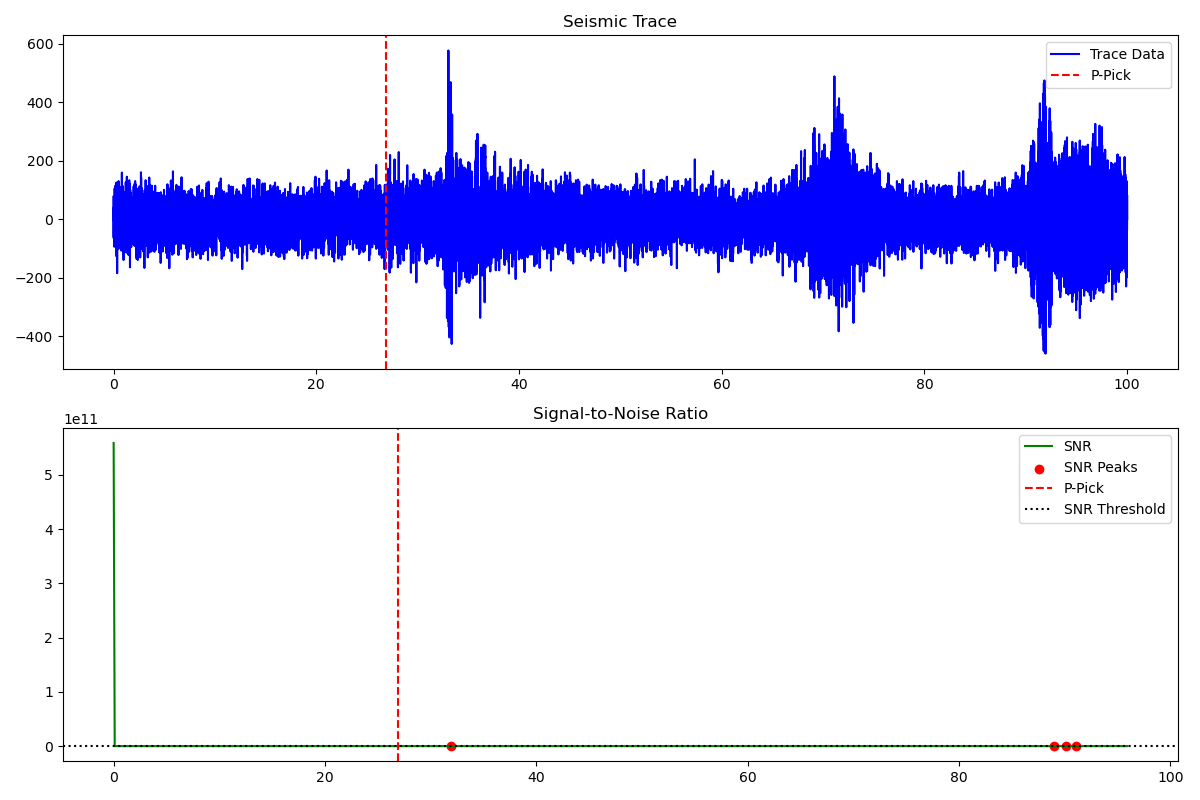 Seismic Trace
600
400
200
0
−200
−400
Trace Data
P-Pick
0 20 40 60 80 100
Signal-to-Noise Ratio
1e11
5
4
3
2
1
0
SNR
SNR Peaks
P-Pick
SNR Threshold
0 20 40 60 80 100